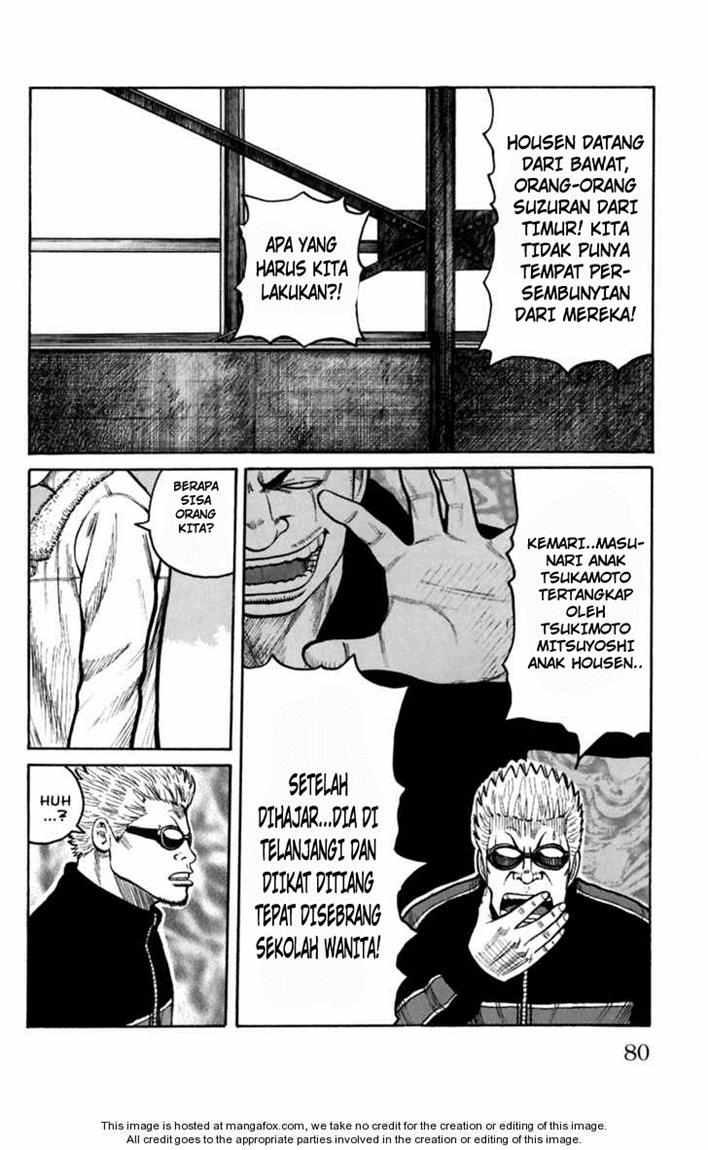 HOUSEN DATANG
DARI BAWAT,
ORANG-ORANG
SUZURAN DARI
TIMUR! KITA
TIDAK PUNYA
TEMPAT PER-
SEMBUNYIAN
DARI MEREKA!
APA YANG
HARUS KITA
LAKUKAN?!
BERAPA
SISA
ORANG
KITA?
KEMARI..MASU-
NARI ANAK
TSUKAMOTO
TERTANGKAP
OLEH
TSUKIMOTO
MITSUYOSHI
ANAK HOUSEN..
SETELAH
DIHAJAR...DIA DI
TELANJANGI DAN
DIIKAT DITIANG
TEPAT DISEBRANG
SEKOLAH WANITA!
HUH
...?
80
This image is hosted at mangafox.com, we take no credit for the creation or editing of this image.
All credit goes to the appropriate parties involved in the creation or editing of this image.